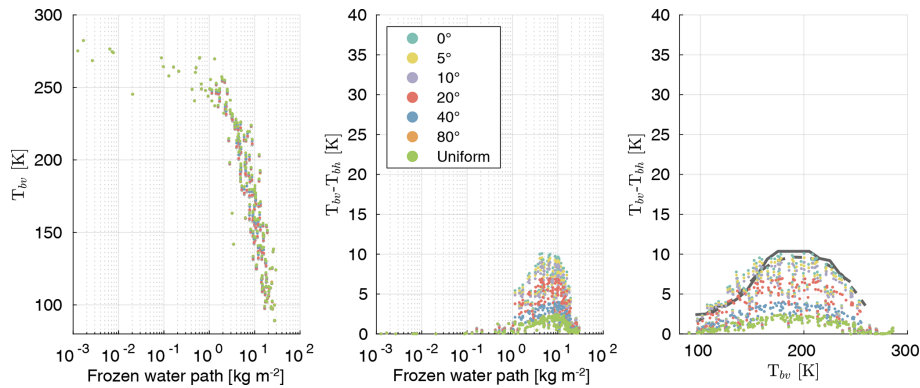 300
250
200
150
100
T_bv [K]
10^-3 10^-2 10^-1 10^0 10^1 10^2
Frozen water path [kg m^-2]
40
35
30
25
20
15
10
5
0
T_bv-T_bh [K]
0°
5°
10°
20°
40°
80°
Uniform
10^-3 10^-2 10^-1 10^0 10^1 10^2
Frozen water path [kg m^-2]
40
35
30
25
20
15
10
5
0
T_bv-T_bh [K]
100 200 300
T_bv [K]